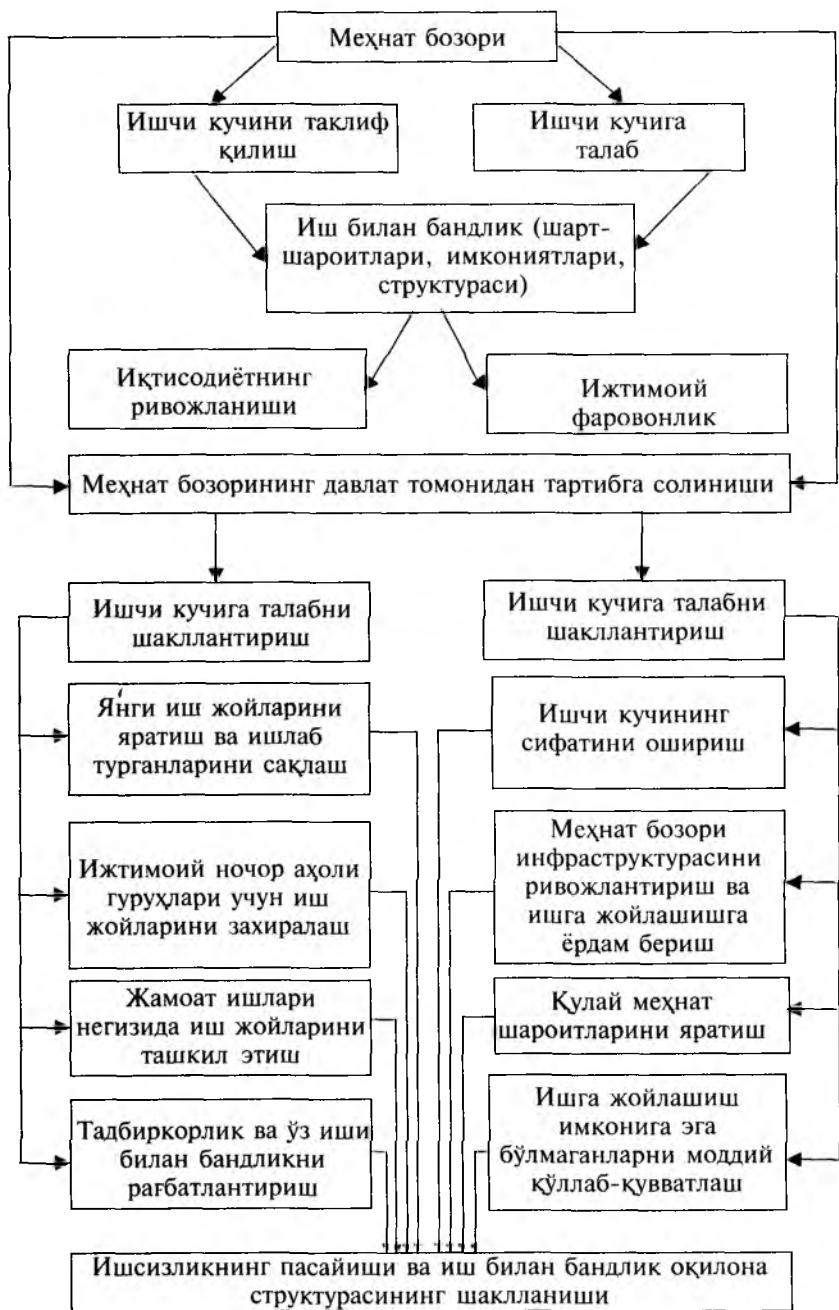 Меҳнат бозори
Ишчи кучини таклиф
қилиш
Ишчи кучига
талаб
Иш билан бандлик (шарт-
шароитлари, имкониятлари,
структураси)
Иқтисодиётнинг
ривожланиши
Ижтимоий
фаровонлик
Меҳнат бозорининг давлат томонидан тартибга солиниши
Ишчи кучига талабни
шакллантириш
Ишчи кучига талабни
шакллантириш
Янги иш жойларини
яратиш ва ишлаб
турганларини сақлаш
Ишчи кучининг
сифатини ошириш
Ижтимоий ночор аҳоли
гуруҳлари учун иш
жойларини захиралаш
Меҳнат бозори
инфраструктурасини
ривожлантириш ва
ишга жойлашишга
ёрдам бериш
Жамоат ишлари
негизида иш жойларини
ташкил этиш
Қулай меҳнат
шароитларини яратиш
Тадбиркорлик ва ўз иши
билан бандликни
рағбатлантириш
Ишга жойлашиш
имконига эга
бўлмаганларни моддий
қўллаб-қувватлаш
Ишсизликнинг пасайиши ва иш билан бандлик оқилона
структурасининг шаклланиши